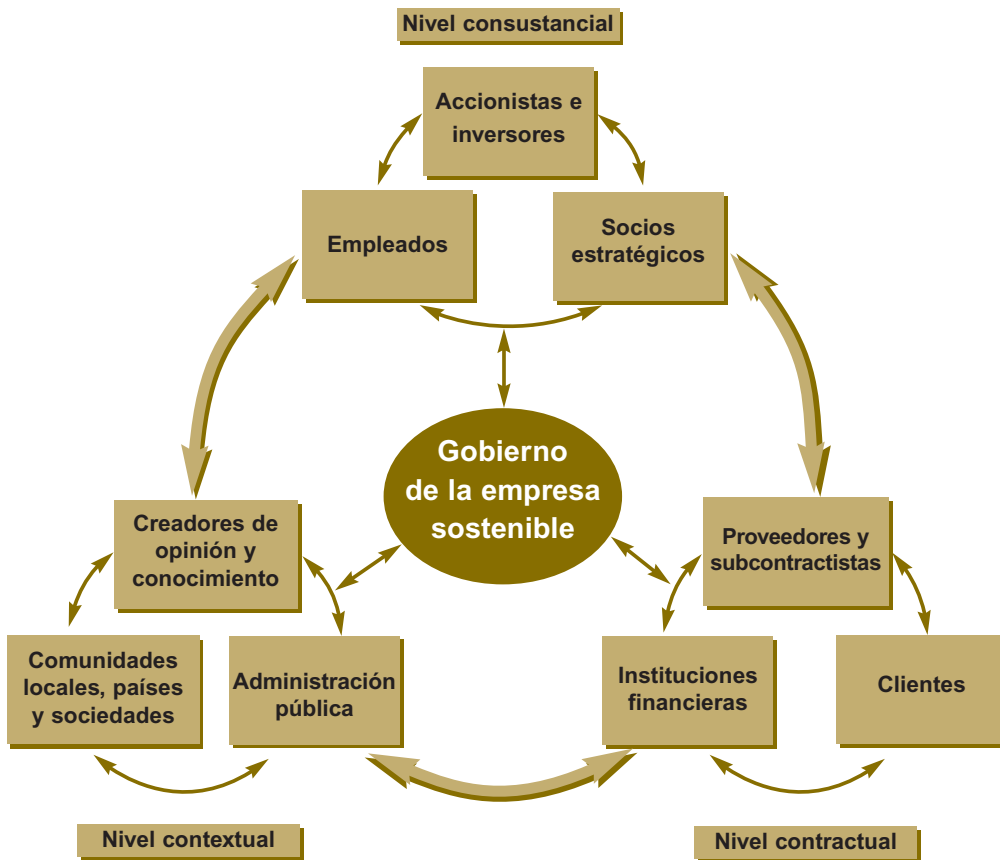 Nivel consustancial
Accionistas e
inversores
Empleados
Socios
estratégicos
Gobierno
de la empresa
sostenible
Creadores de
opinión y
conocimiento
Proveedores y
subcontractistas
Comunidades
locales, países
y sociedades
Administración
pública
Instituciones
financieras
Clientes
Nivel contextual
Nivel contractual